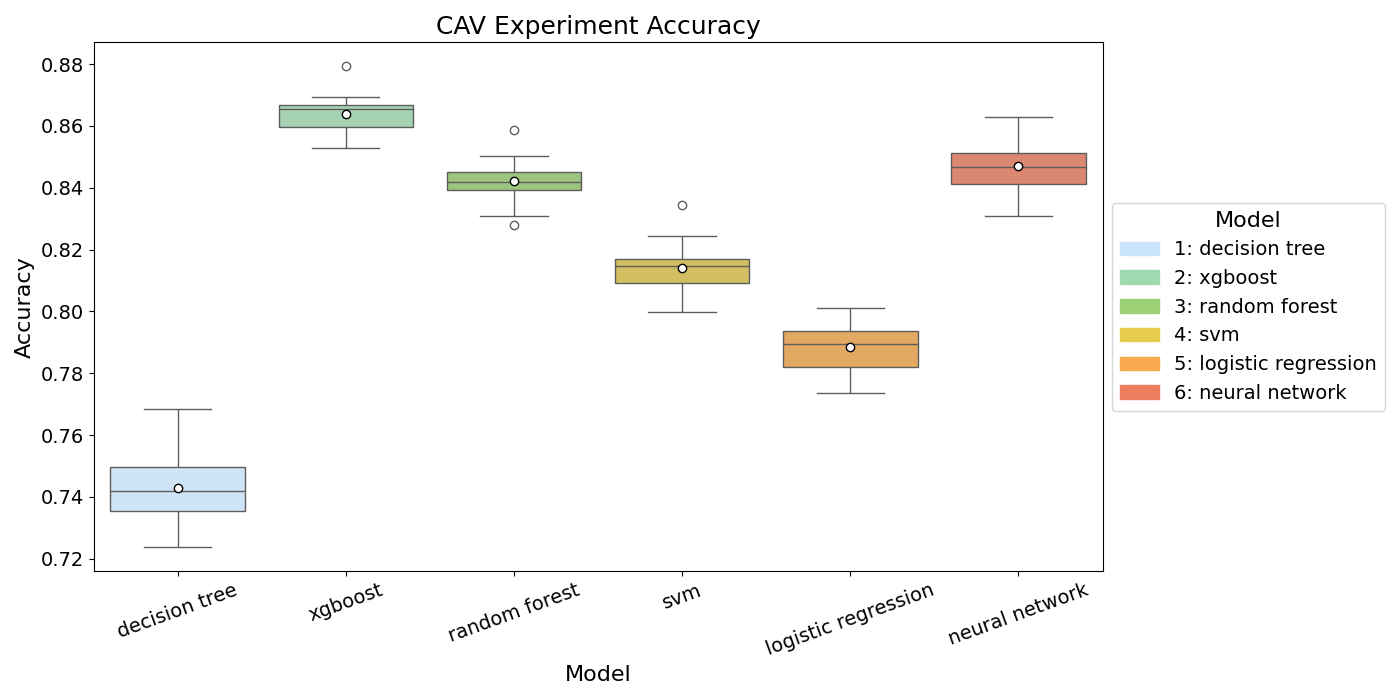 CAV Experiment Accuracy
Accuracy
0.88
0.86
0.84
0.82
0.80
0.78
0.76
0.74
0.72
decision tree
xgboost
random forest
svm
logistic regression
neural network
Model
Model
1: decision tree
2: xgboost
3: random forest
4: svm
5: logistic regression
6: neural network